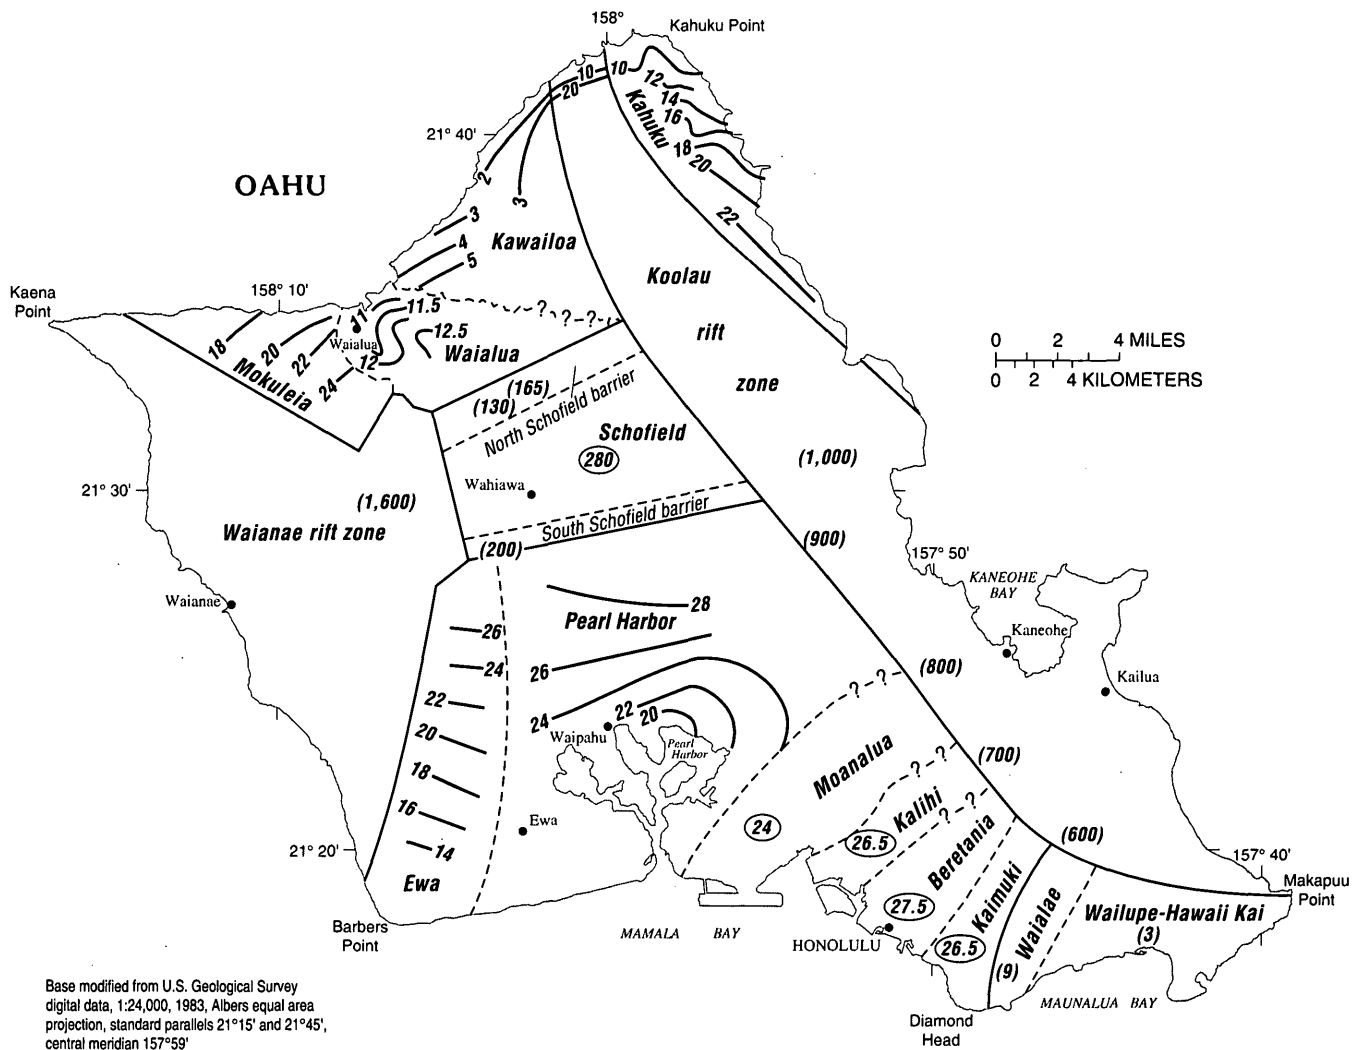 158°
Kahuku Point
10
10
20
12
14
16
18
20
22
Kahuku
21° 40'
OAHU
2
3
3
4
5
Kawailoa
Koolau
rift
zone
Kaena
Point
158° 10'
11
11.5
12.5
12
Waialua
Waialua
18
20
22
24
Mokuleia
0 2 4 MILES
0 2 4 KILOMETERS
(165)
(130)
North Schofield barrier
Schofield
280
(1,000)
Wahiawa
21° 30'
(1,600)
Waianae rift zone
South Schofield barrier
(200)
(900)
157° 50'
KANEOHE
BAY
Kaneohe
Waianae
28
Pearl Harbor
26
24
22
20
18
16
14
26
24
22
20
(800)
Kailua
Waipahu
Pearl
Harbor
Moanalua
(700)
Ewa
24
Kalihi
26.5
Beretania
(600)
21° 20'
157° 40'
Ewa
27.5
Kaimuki
26.5
Waialae
(9)
Wailupe-Hawaii Kai
(3)
Makapuu
Point
Barbers
Point
MAMALA BAY
HONOLULU
MAUNALUA BAY
Diamond
Head
Base modified from U.S. Geological Survey
digital data, 1:24,000, 1983, Albers equal area
projection, standard parallels 21°15' and 21°45',
central meridian 157°59'